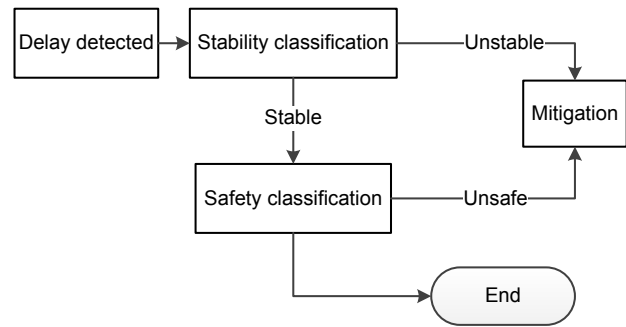 Delay detected
Stability classification
Unstable
Mitigation
Stable
Safety classification
Unsafe
End